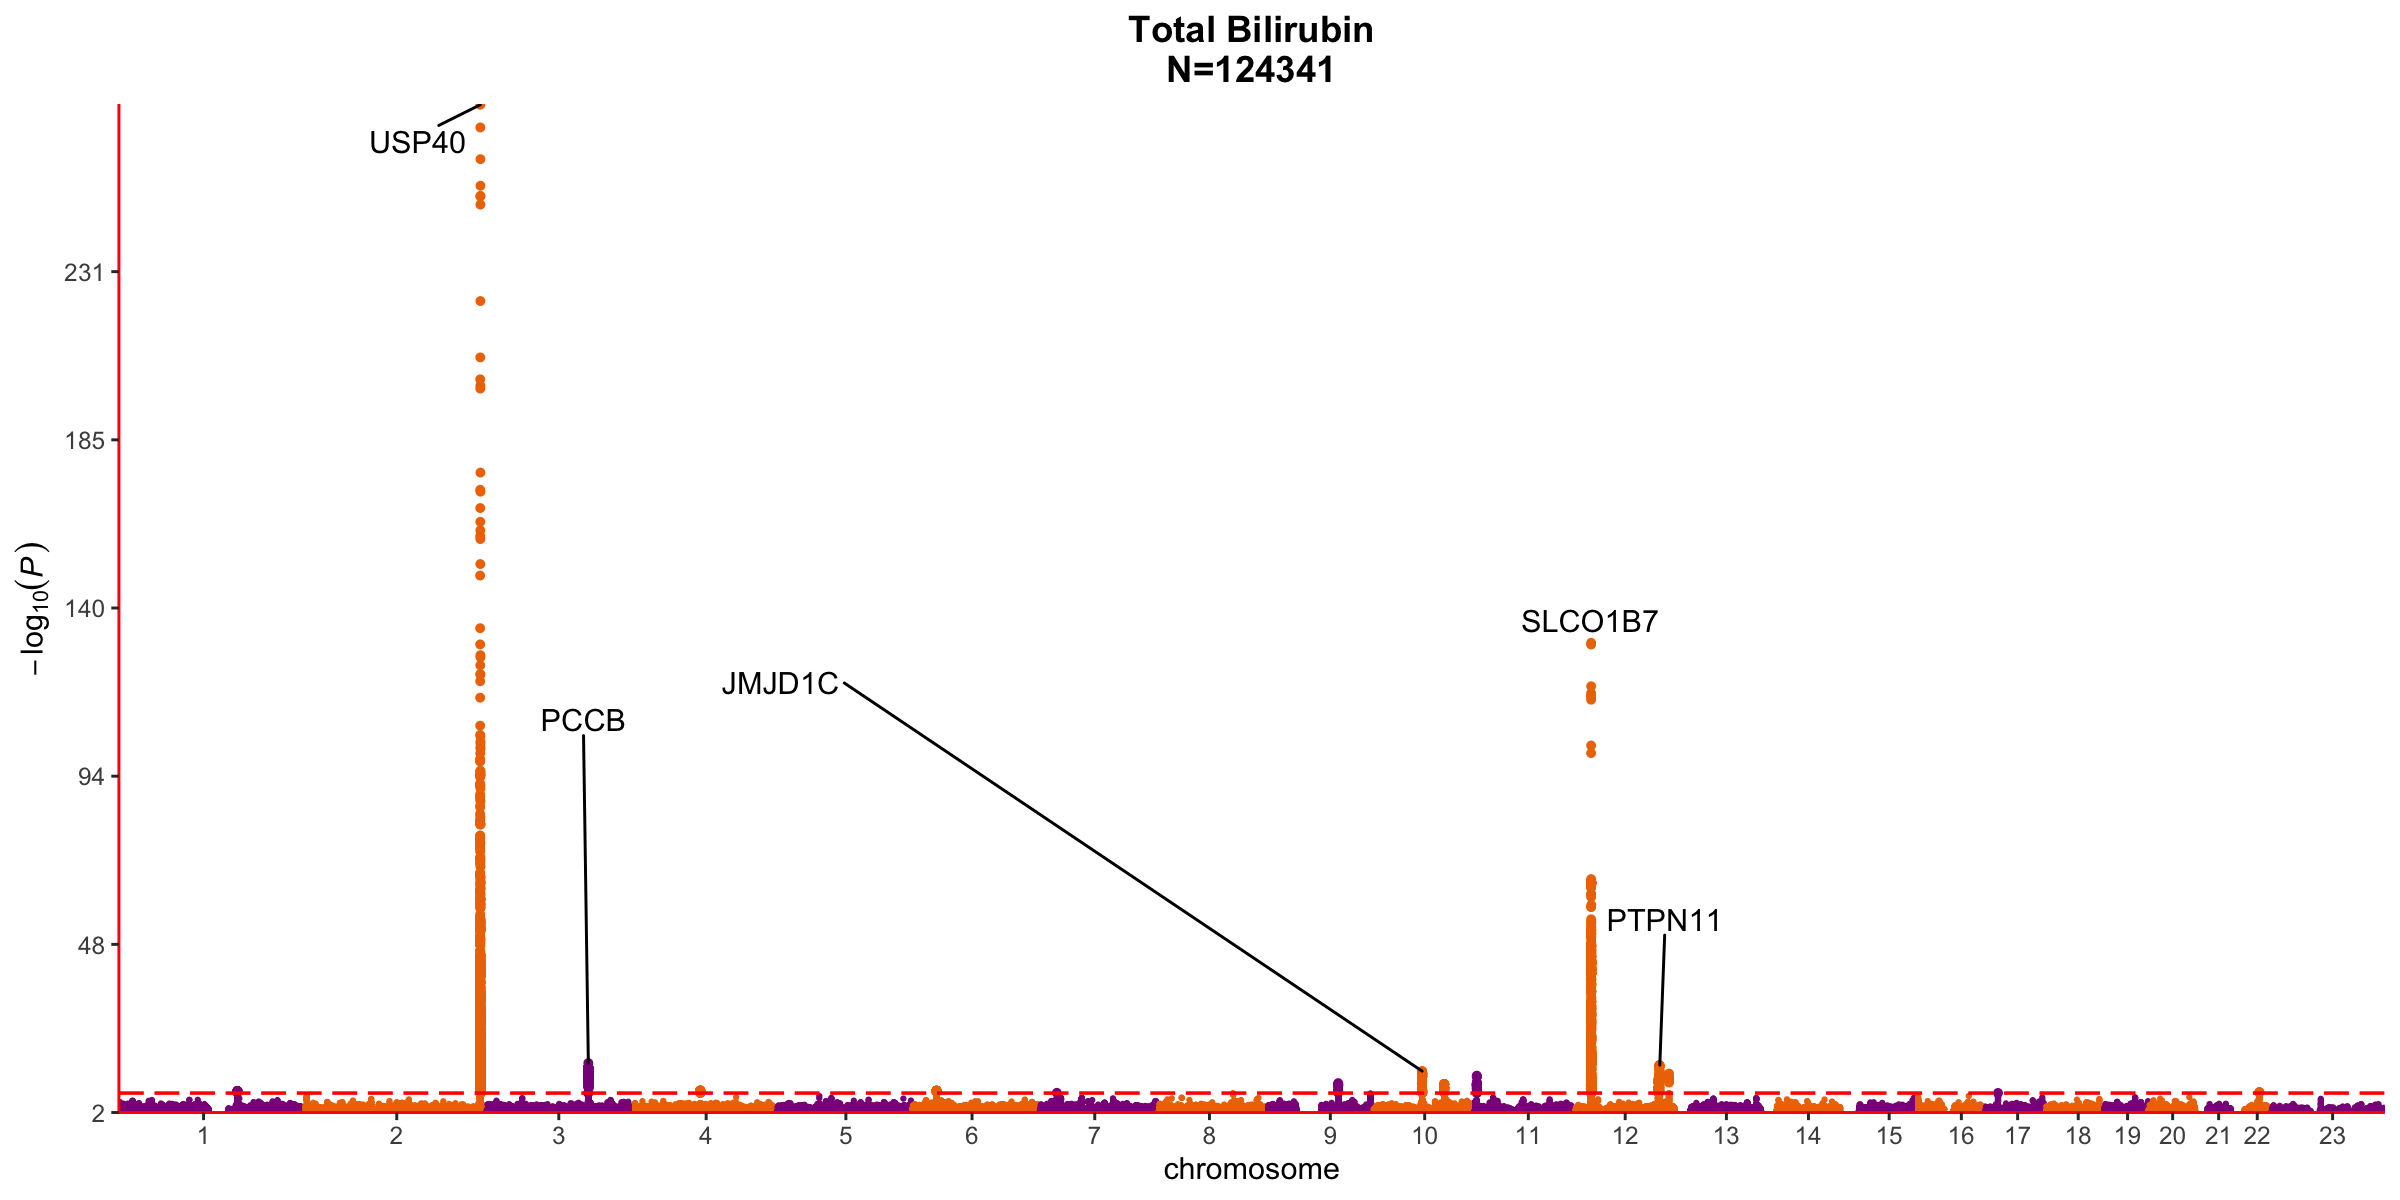 Total Bilirubin
N=124341
USP40
231
185
−log10(P)
140
SLCO1B7
JMJD1C
PCCB
94
PTPN11
48
2
1 2 3 4 5 6 7 8 9 10 11 12 13 14 15 16 17 18 19 20 21 22 23
chromosome